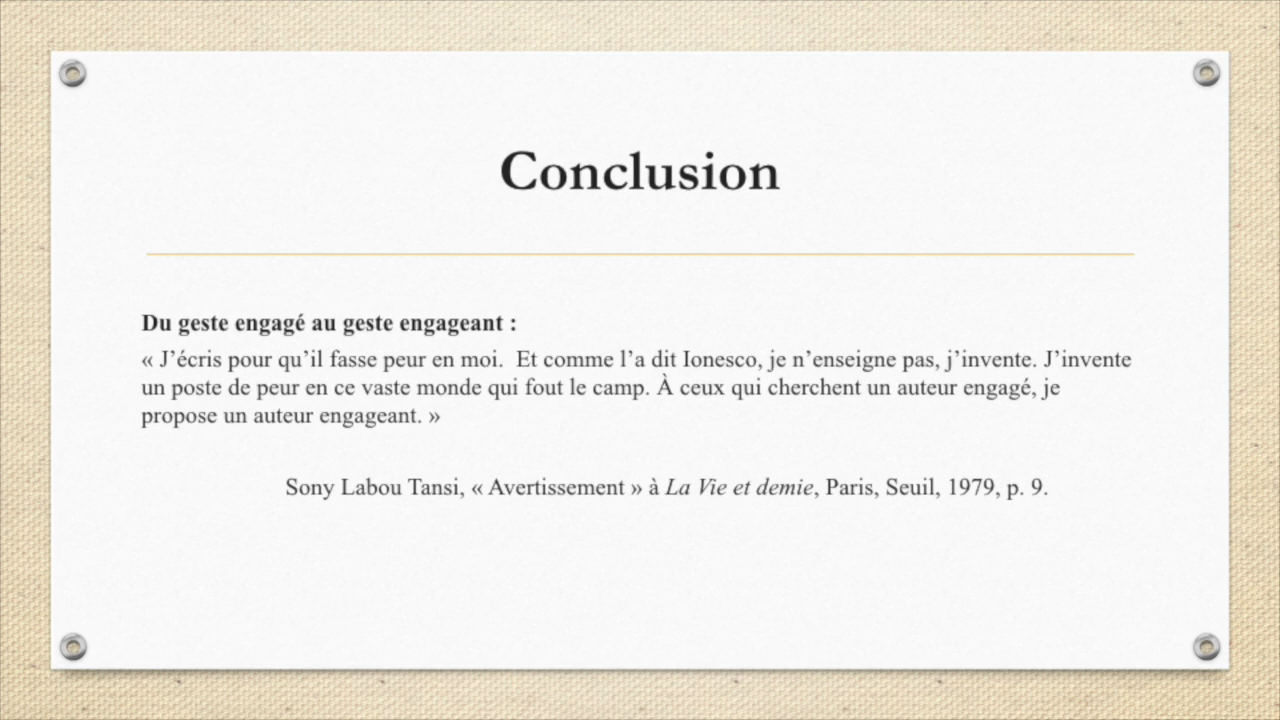 Conclusion
Du geste engagé au geste engageant :
« J’écris pour qu’il fasse peur en moi.  Et comme l’a dit Ionesco, je n’enseigne pas, j’invente. J’invente
un poste de peur en ce vaste monde qui fout le camp. À ceux qui cherchent un auteur engagé, je
propose un auteur engageant. »
Sony Labou Tansi, « Avertissement » à La Vie et demie, Paris, Seuil, 1979, p. 9.